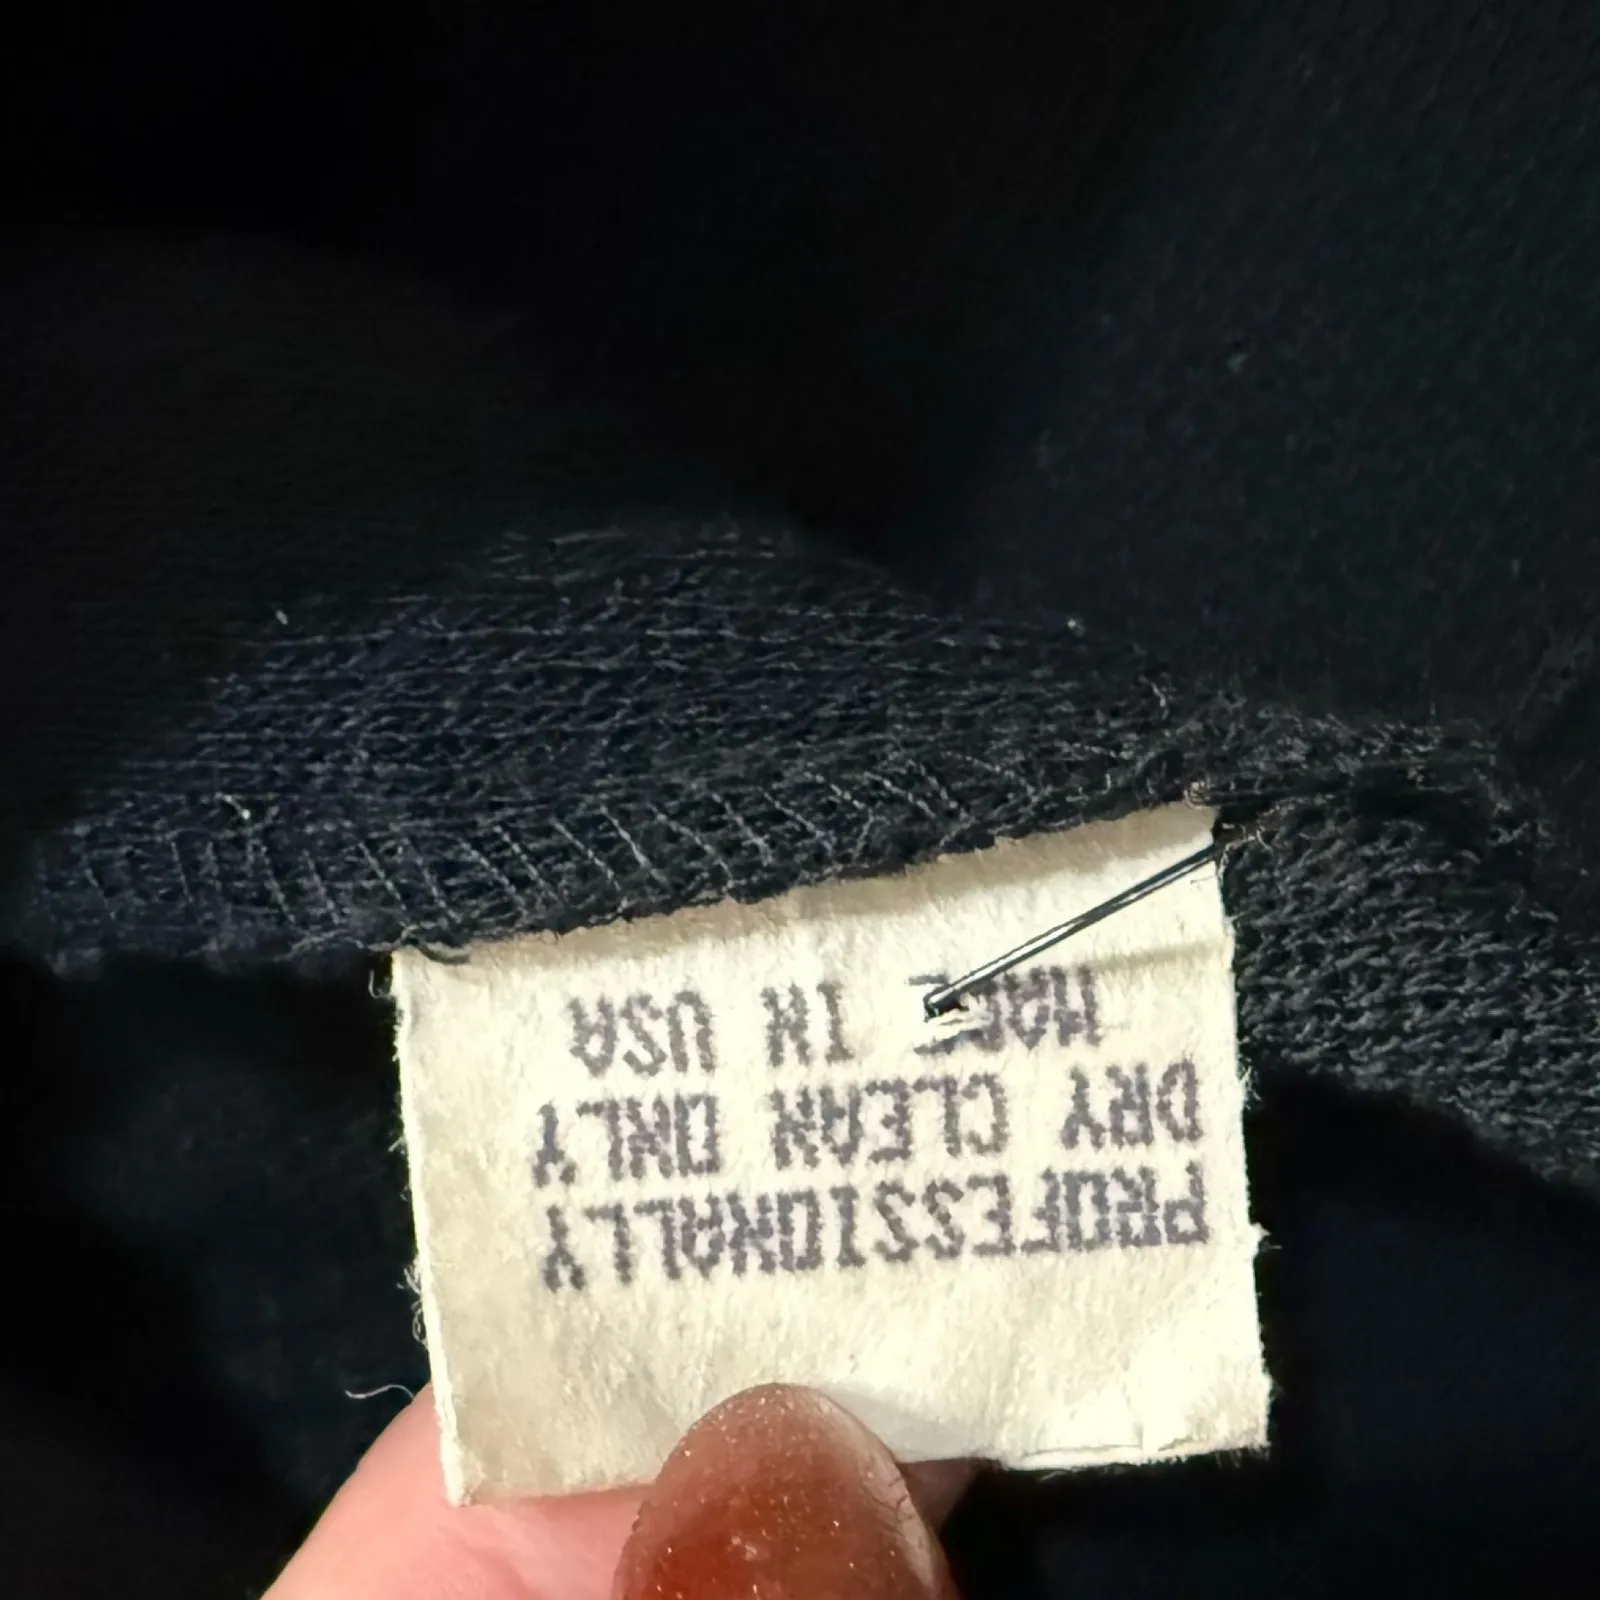 PROFESSIONALLY
DRY CLEAN ONLY
MADE IN USA